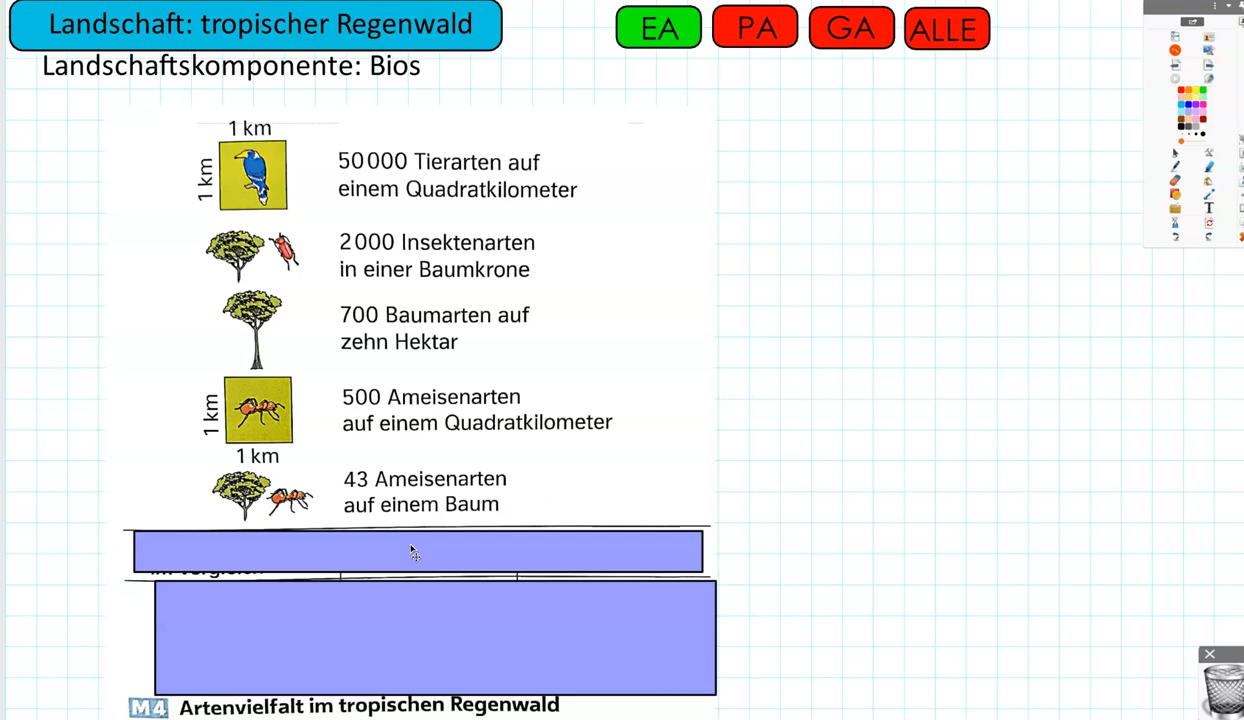 Landschaft: tropischer Regenwald
EA PA GA ALLE
Landschaftskomponente: Bios
1 km
1 km
50 000 Tierarten auf
einem Quadratkilometer
2 000 Insektenarten
in einer Baumkrone
700 Baumarten auf
zehn Hektar
1 km
500 Ameisenarten
auf einem Quadratkilometer
1 km
43 Ameisenarten
auf einem Baum
M 4 Artenvielfalt im tropischen Regenwald
T